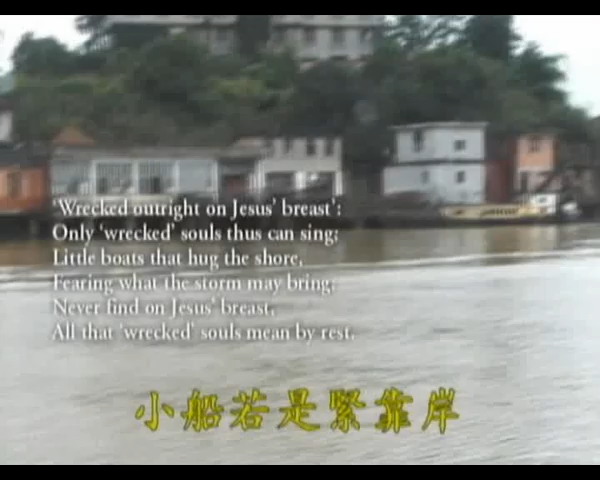 ‘Wrecked outright on Jesus’ breast’:
Only ‘wrecked’ souls thus can sing;
Little boats that hug the shore,
Fearing what the storm may bring;
Never find on Jesus’ breast,
All that ‘wrecked’ souls mean by rest.
小船若是緊靠岸